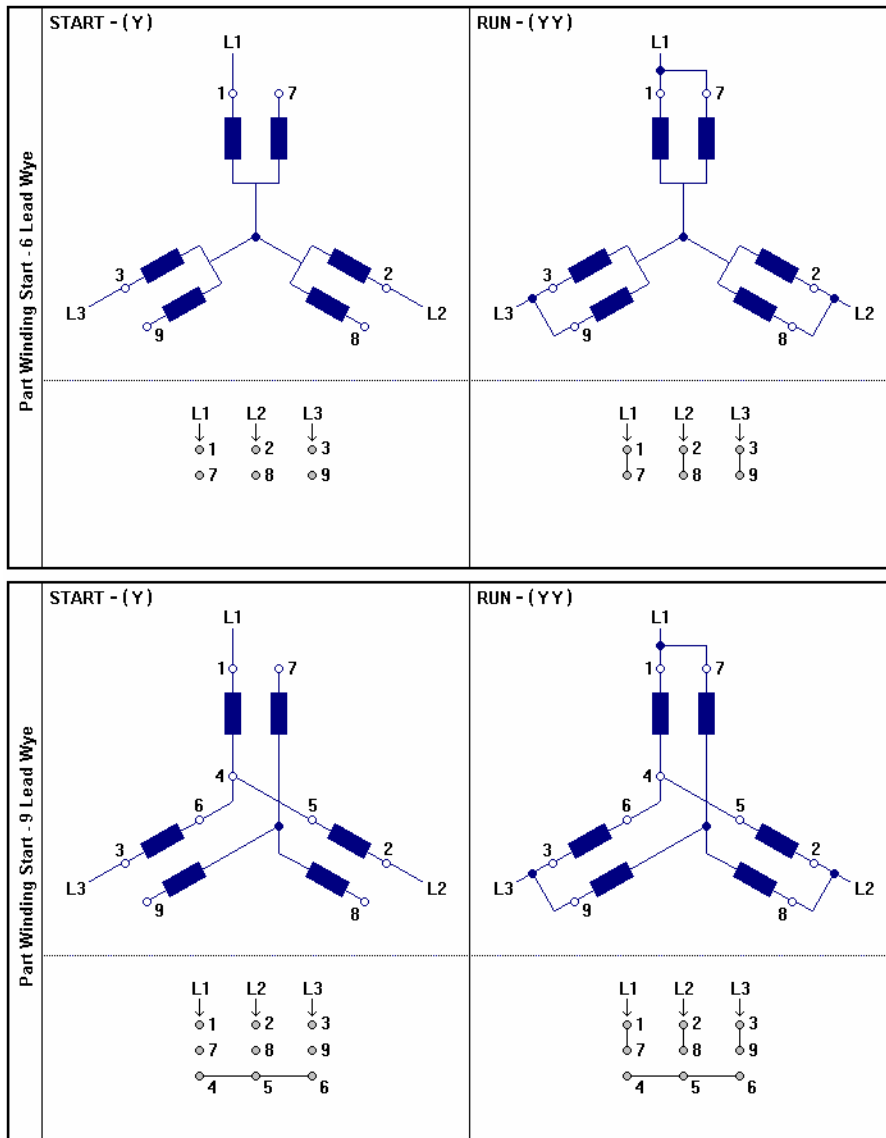 Part Winding Start - 6 Lead Wye
START - ( Y )
L1
1
7
3
2
L3
9
8
L2
L1 L2 L3
1 2 3
7 8 9
RUN - ( YY )
L1
1
7
3
2
L3
9
8
L2
L1 L2 L3
1 2 3
7 8 9
Part Winding Start - 9 Lead Wye
START - ( Y )
L1
1
7
4
6
5
3
2
L3
9
8
L2
L1 L2 L3
1 2 3
7 8 9
4 5 6
RUN - ( YY )
L1
1
7
4
6
5
3
2
L3
9
8
L2
L1 L2 L3
1 2 3
7 8 9
4 5 6